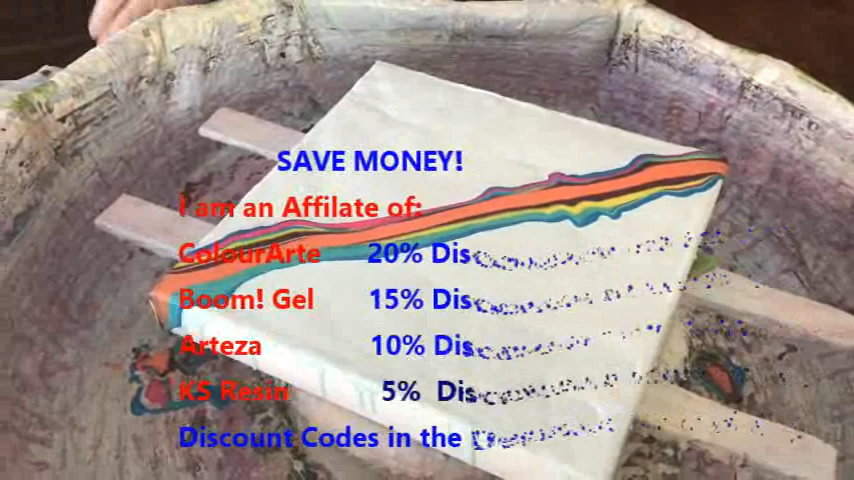 SAVE MONEY!
I am an Affilate of:
ColourArte 20% Dis
Boom! Gel 15% Dis
Arteza 10% Dis
KS Resin 5% Dis
Discount Codes in the